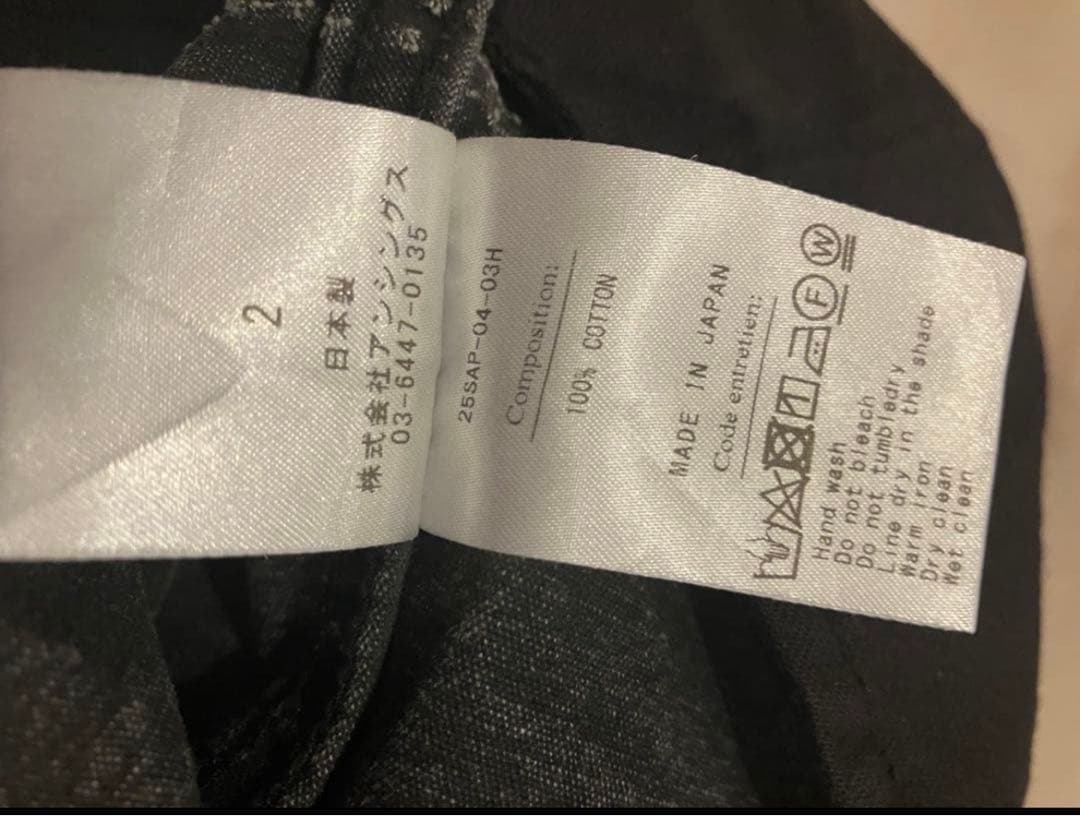 2
日本製
株式会社アンシングス
03-6447-0135
25SAP-04-03H
Composition:
100% COTTON
MADE IN JAPAN
Code entretien:
F W
Hand wash
Do not bleach
Do not tumbledry
Line dry in the shade
Warm iron
Dry clean
Wet clean